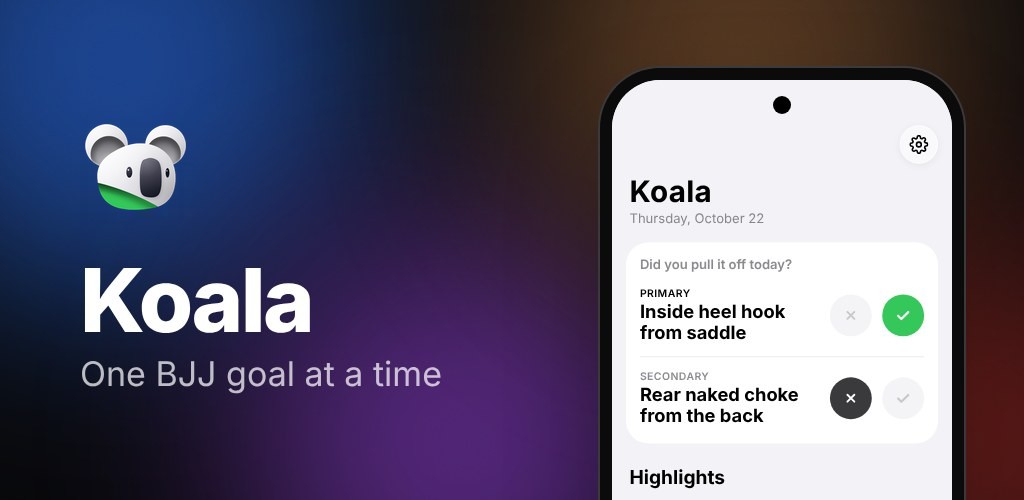 Koala
One BJJ goal at a time
Koala
Thursday, October 22
Did you pull it off today?
PRIMARY
Inside heel hook
from saddle
SECONDARY
Rear naked choke
from the back
Highlights